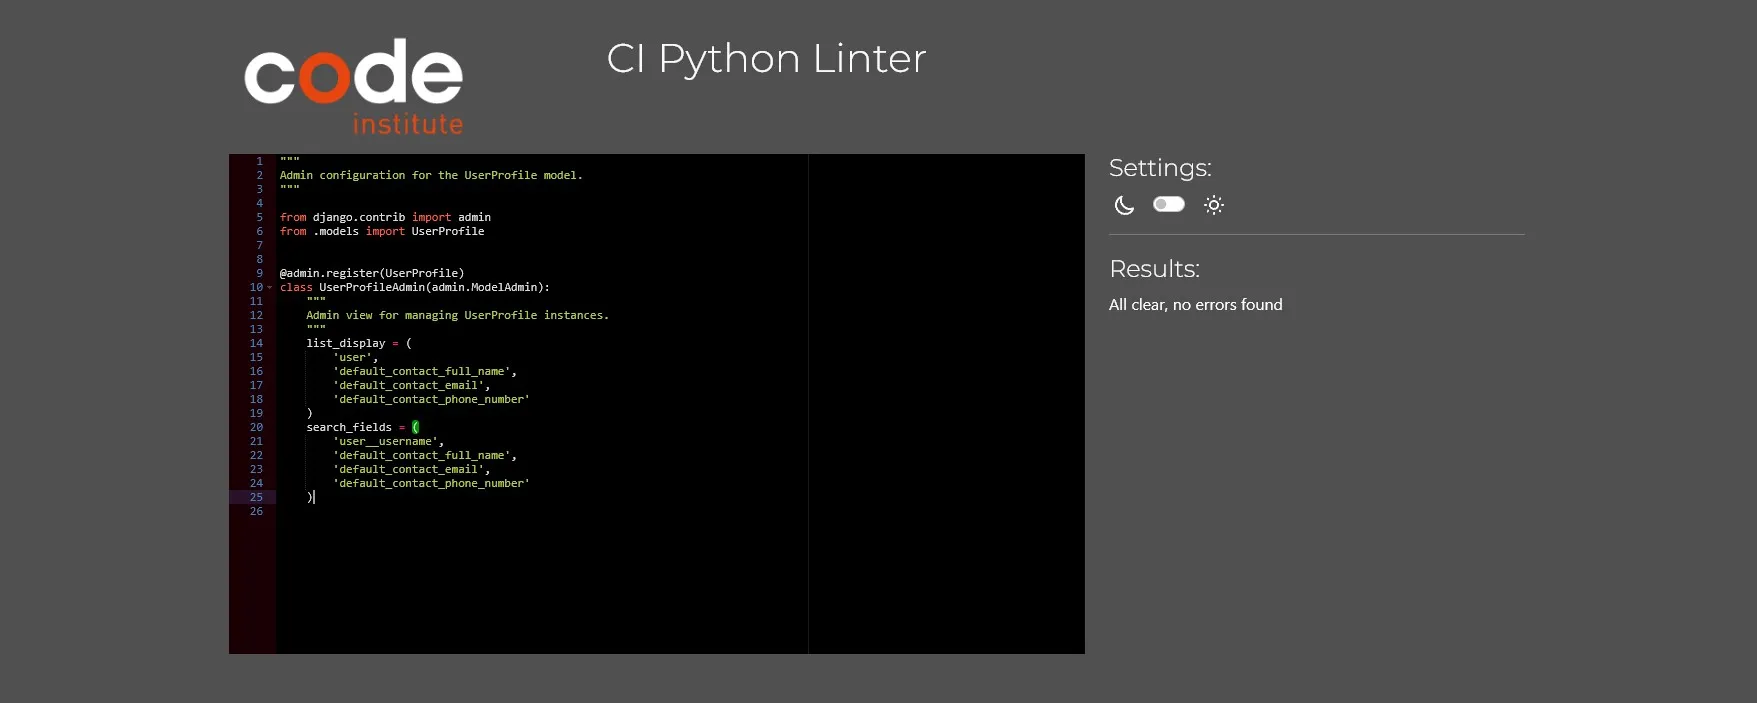 code
institute
CI Python Linter
1 """
2 Admin configuration for the UserProfile model.
3 """
4
5 from django.contrib import admin
6 from .models import UserProfile
7
8
9 @admin.register(UserProfile)
10 class UserProfileAdmin(admin.ModelAdmin):
11     """
12     Admin view for managing UserProfile instances.
13     """
14     list_display = (
15         'user',
16         'default_contact_full_name',
17         'default_contact_email',
18         'default_contact_phone_number'
19     )
20     search_fields = (
21         'user__username',
22         'default_contact_full_name',
23         'default_contact_email',
24         'default_contact_phone_number'
25     )
26
Settings:
Results:
All clear, no errors found